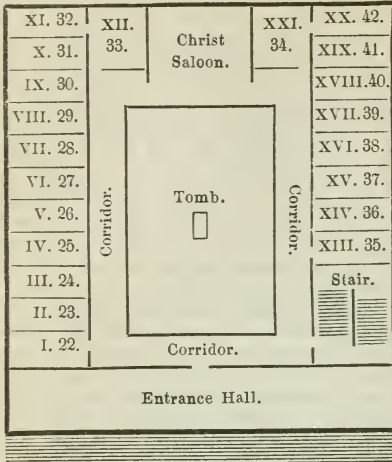 XI. 32.
X. 31.
IX. 30.
VIII. 29.
VII. 28.
VI. 27.
V. 26.
IV. 25.
III. 24.
II. 23.
I. 22.
XII.
33.
Christ
Saloon.
XXI.
34.
XX. 42.
XIX. 41.
XVIII. 40.
XVII. 39.
XVI. 38.
XV. 37.
XIV. 36.
XIII. 35.
Stair.
Corridor.
Tomb.
Corridor.
Corridor.
Entrance Hall.